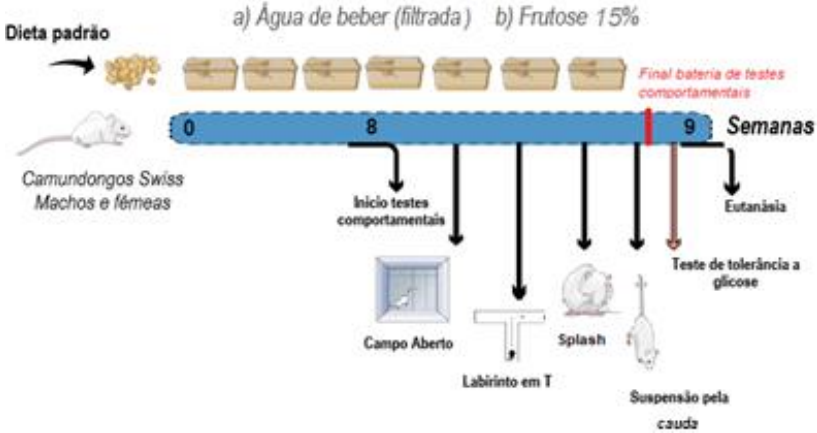 a) Água de beber (filtrada) b) Frutose 15%
Dieta padrão
Final bateria de testes
comportamentais
0 8 9 Semanas
Camundongos Swiss
Machos e fêmeas
Inicio testes
comportamentais
Eutanásia
Teste de tolerância a
glicose
Campo Aberto
Splash
Labirinto em T
Suspensão pela
cauda